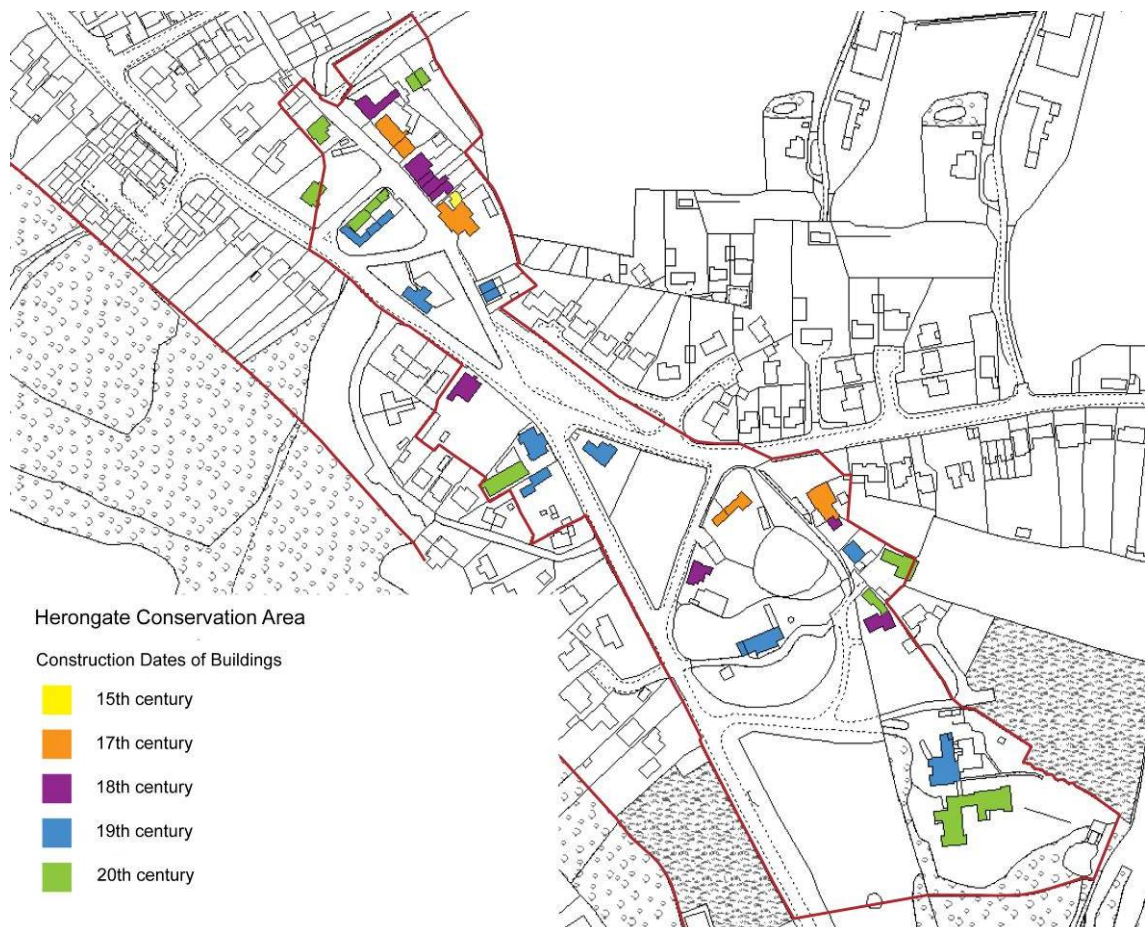 Herongate Conservation Area
Construction Dates of Buildings
15th century
17th century
18th century
19th century
20th century